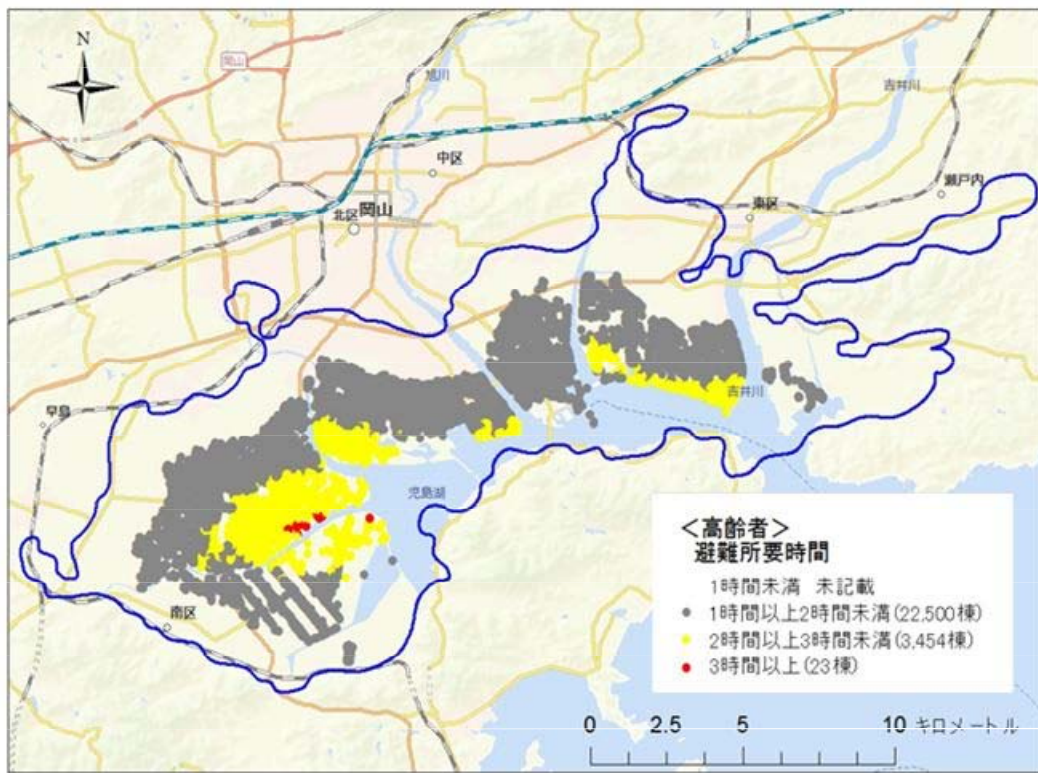 N
岡山
旭川
吉井川
中区
瀬戸内
東区
北区
岡山
早島
吉井川
児島湖
南区
<高齢者>
避難所要時間
1時間未満 未記載
1時間以上2時間未満(22,500棟)
2時間以上3時間未満(3,454棟)
3時間以上(23棟)
0 2.5 5 10 キロメートル